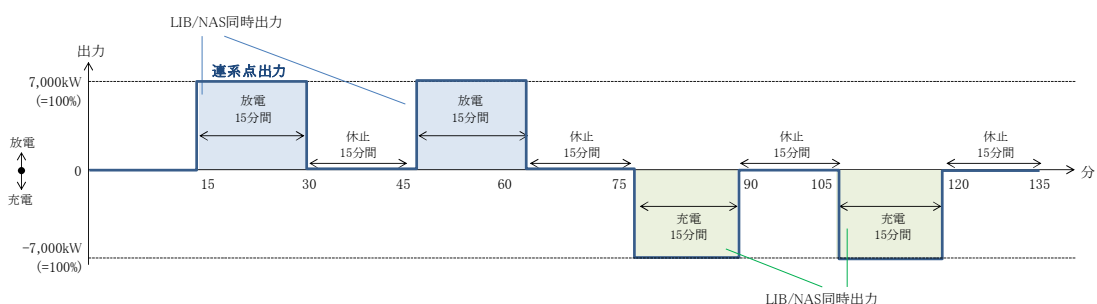 LIB/NAS同時出力
出力
連系点出力
7,000kW
(=100%)
放電
15分間
放電
15分間
放電
充電
休止
15分間
休止
15分間
休止
15分間
休止
15分間
0
15
30
45
60
75
90
105
120
135
分
充電
15分間
充電
15分間
-7,000kW
(=100%)
LIB/NAS同時出力